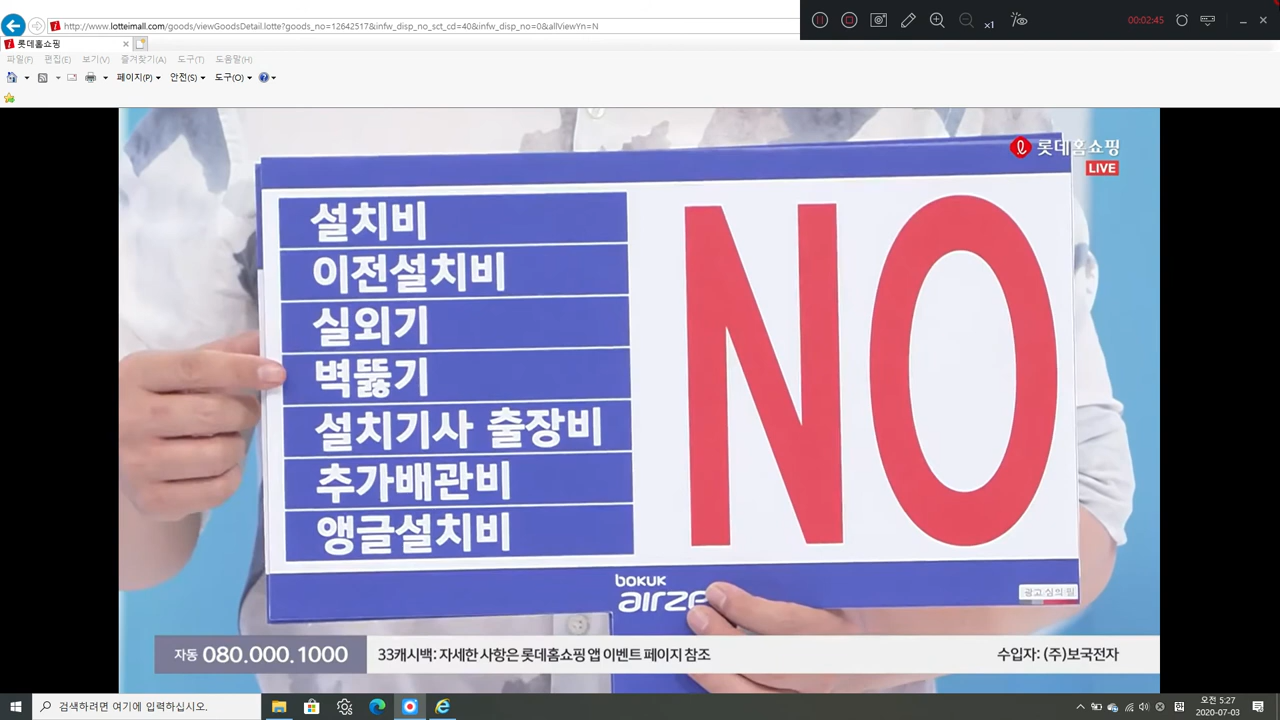 http://www.lotteimall.com/goods/viewGoodsDetail.lotte?goods_no=12642517&infw_disp_no_sct_cd=40&infw_disp_no=0&allViewYn=N
x1
00:02:45
롯데홈쇼핑
파일(F) 편집(E) 보기(V) 즐겨찾기(A) 도구(T) 도움말(H)
페이지(P) 안전(S) 도구(O)
롯데홈쇼핑
LIVE
설치비
이전설치비
실외기
벽뚫기
설치기사 출장비
추가배관비
앵글설치비
NO
BOKUK
airze
광고심의필
자동 080.000.1000
33캐시백: 자세한 사항은 롯데홈쇼핑 앱 이벤트 페이지 참조
수입자: (주)보국전자
검색하려면 여기에 입력하십시오.
오전 5:27
2020-07-03